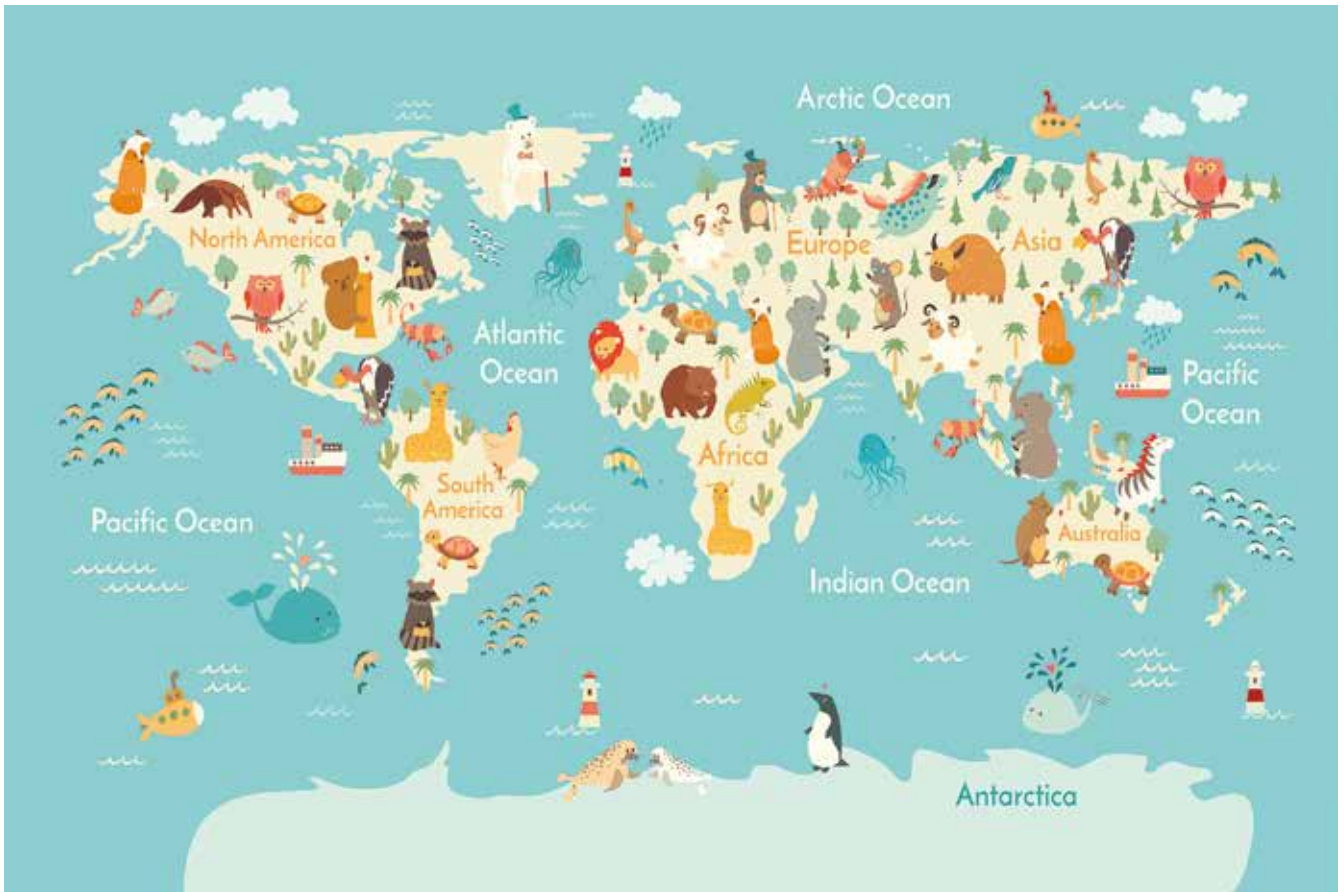 Arctic Ocean
North America
Europe
Asia
Atlantic
Ocean
Pacific
Ocean
Africa
South
America
Pacific Ocean
Australia
Indian Ocean
Antarctica